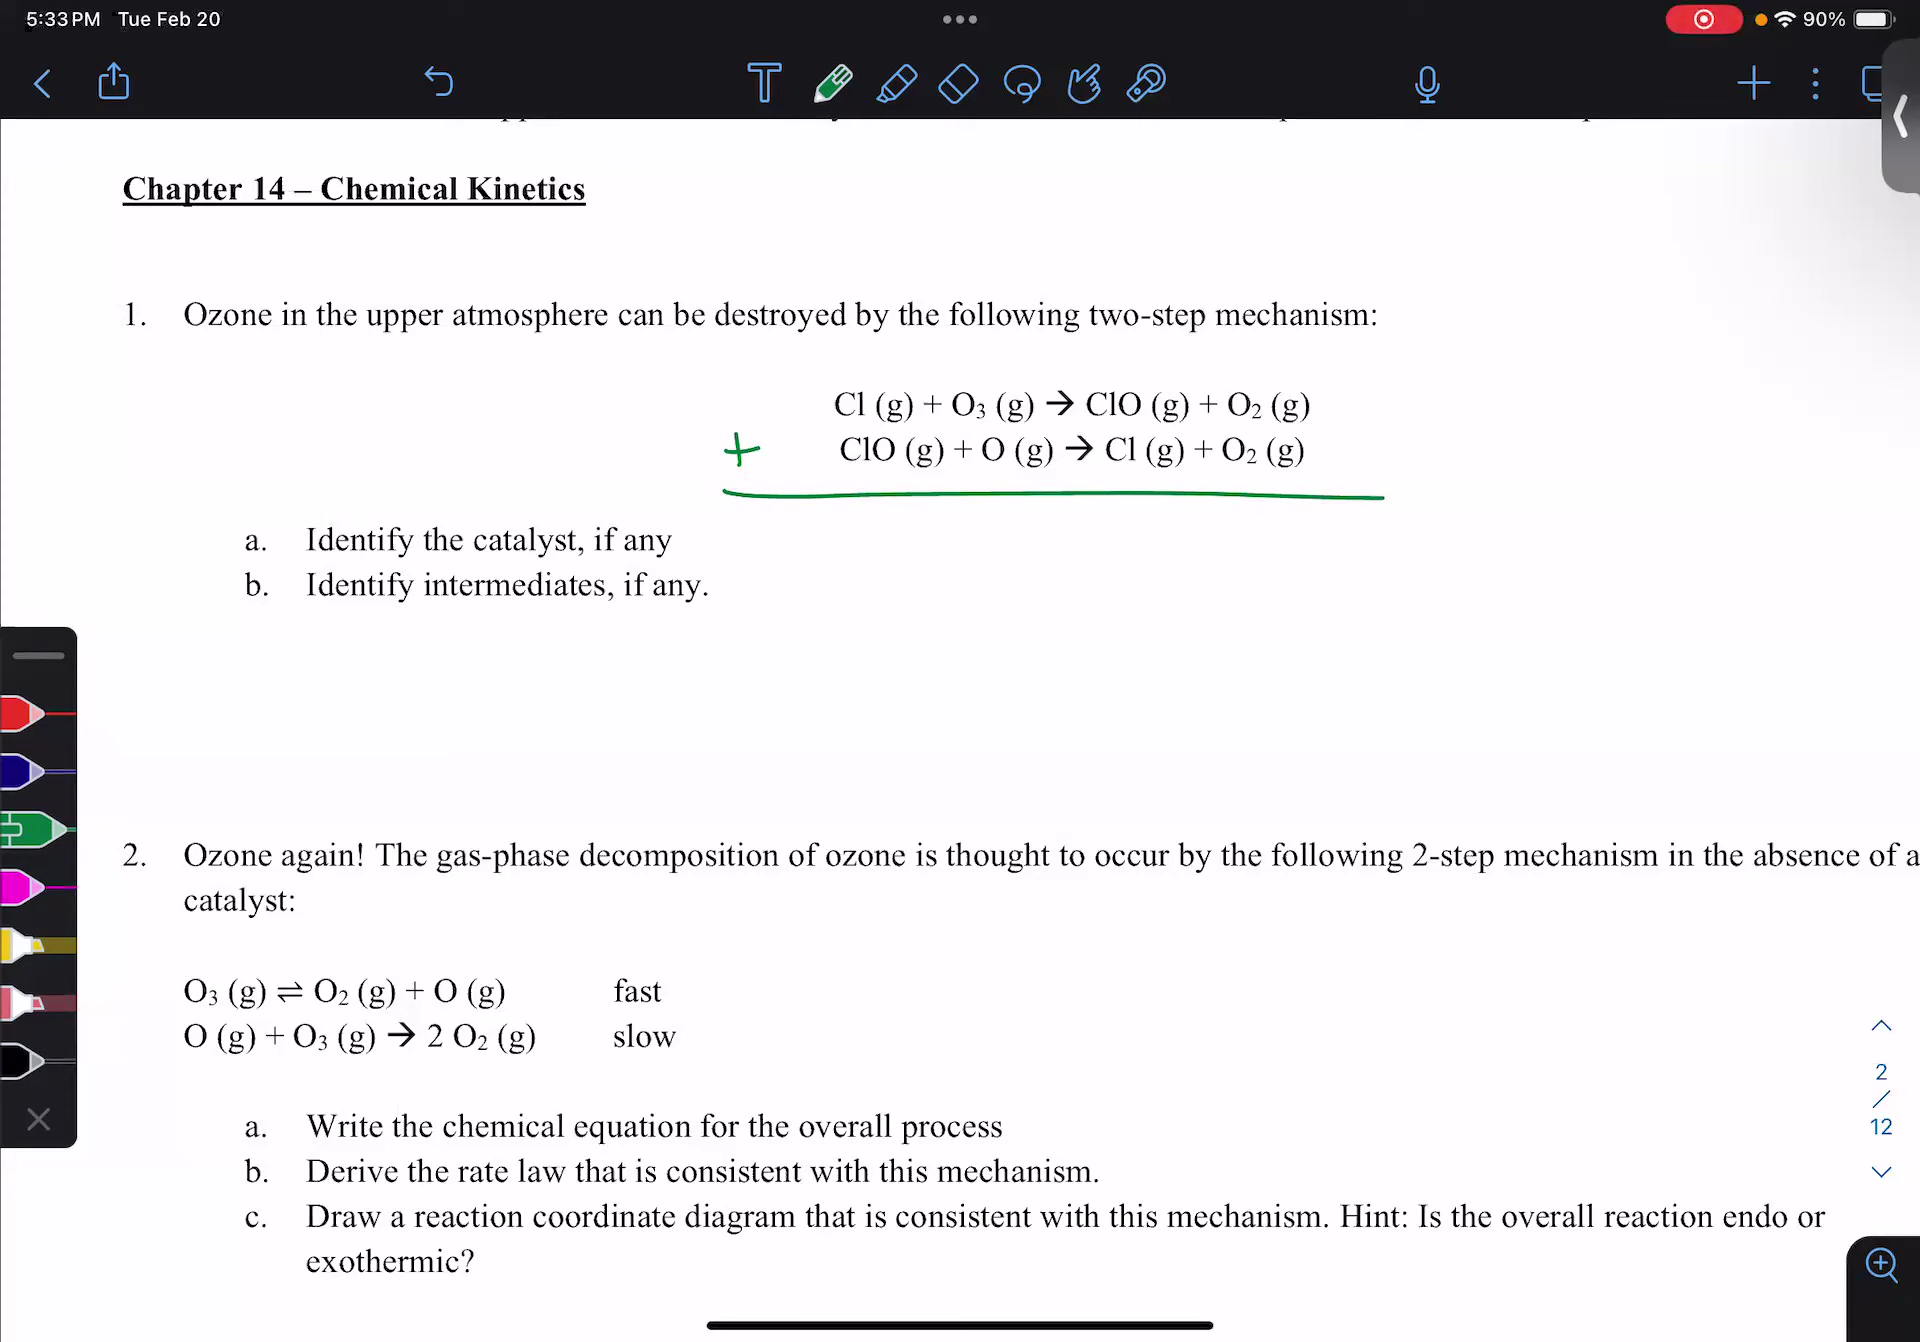 5:33 PM Tue Feb 20
90%
Chapter 14 – Chemical Kinetics
1. Ozone in the upper atmosphere can be destroyed by the following two-step mechanism:
Cl (g) + O₃ (g) → ClO (g) + O₂ (g)
+ ClO (g) + O (g) → Cl (g) + O₂ (g)
a. Identify the catalyst, if any
b. Identify intermediates, if any.
2. Ozone again! The gas-phase decomposition of ozone is thought to occur by the following 2-step mechanism in the absence of a
catalyst:
O₃ (g) ⇌ O₂ (g) + O (g) fast
O (g) + O₃ (g) → 2 O₂ (g) slow
a. Write the chemical equation for the overall process
b. Derive the rate law that is consistent with this mechanism.
c. Draw a reaction coordinate diagram that is consistent with this mechanism. Hint: Is the overall reaction endo or
exothermic?
2
/
12